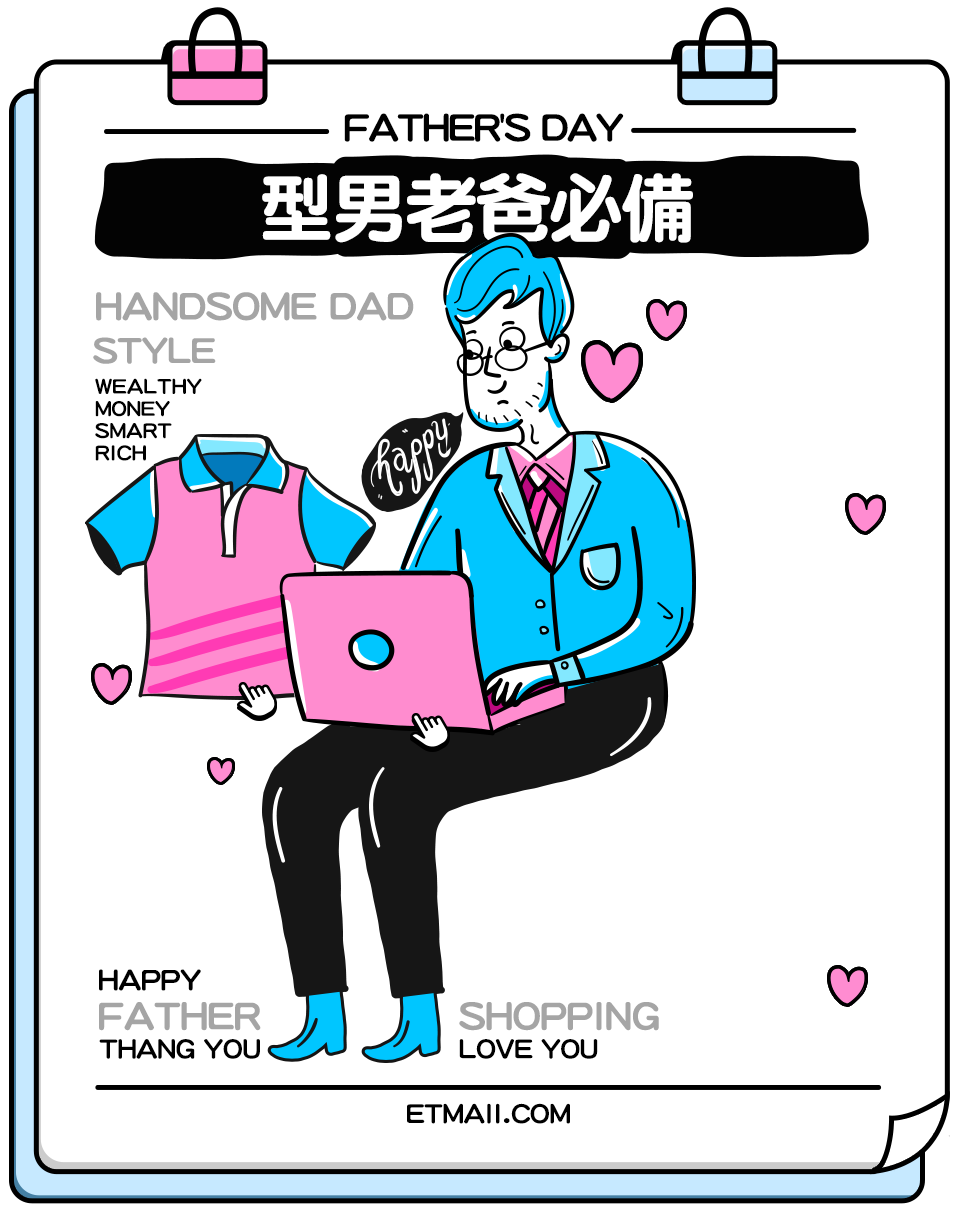 FATHER'S DAY
型男老爸必備
HANDSOME DAD
STYLE
WEALTHY
MONEY
SMART
RICH
happy
HAPPY
FATHER
THANG YOU
SHOPPING
LOVE YOU
ETMAII.COM